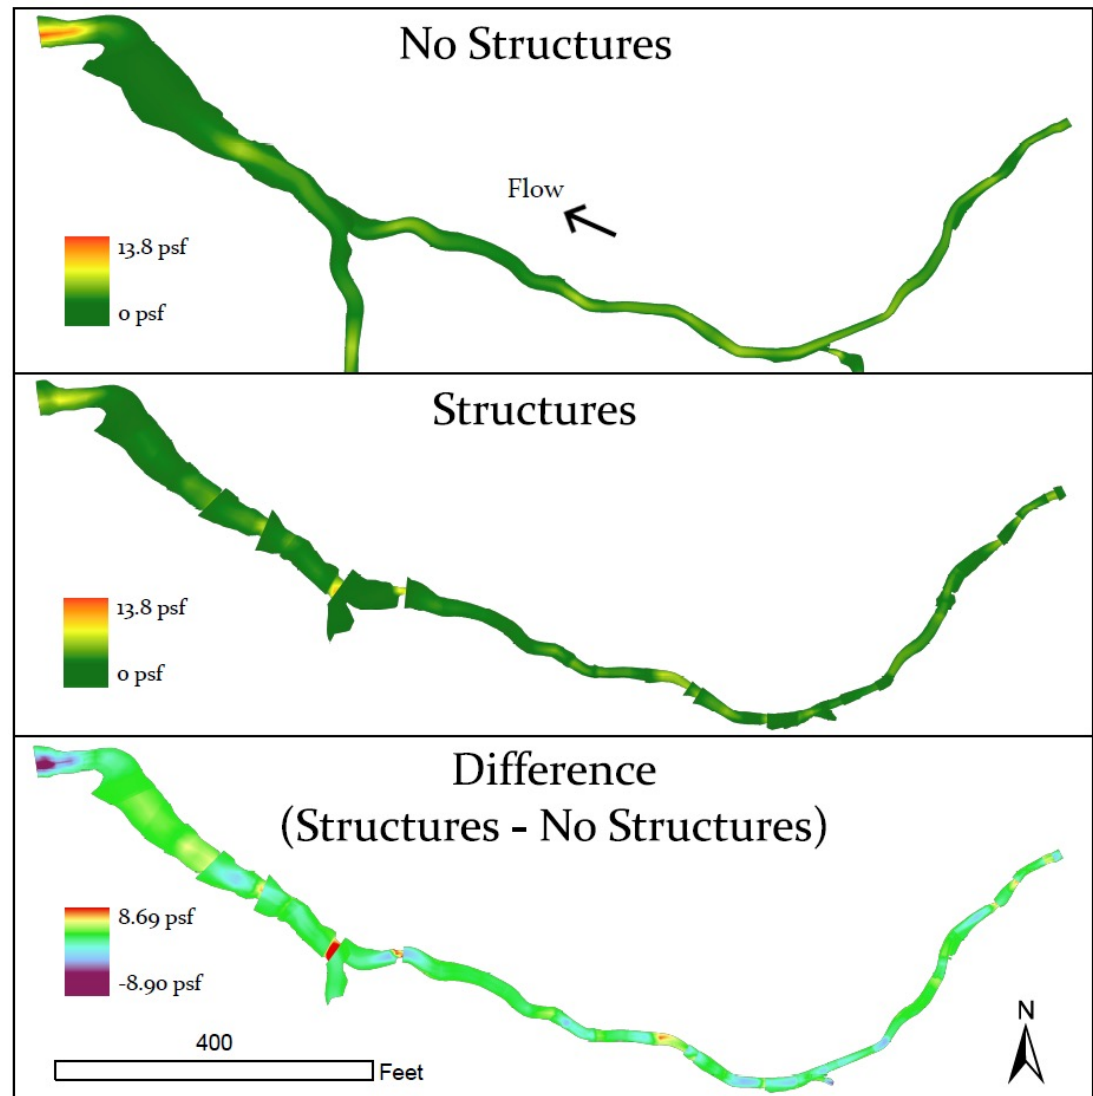 No Structures
Flow
13.8 psf
0 psf
Structures
13.8 psf
0 psf
Difference
(Structures - No Structures)
8.69 psf
-8.90 psf
400
Feet
N